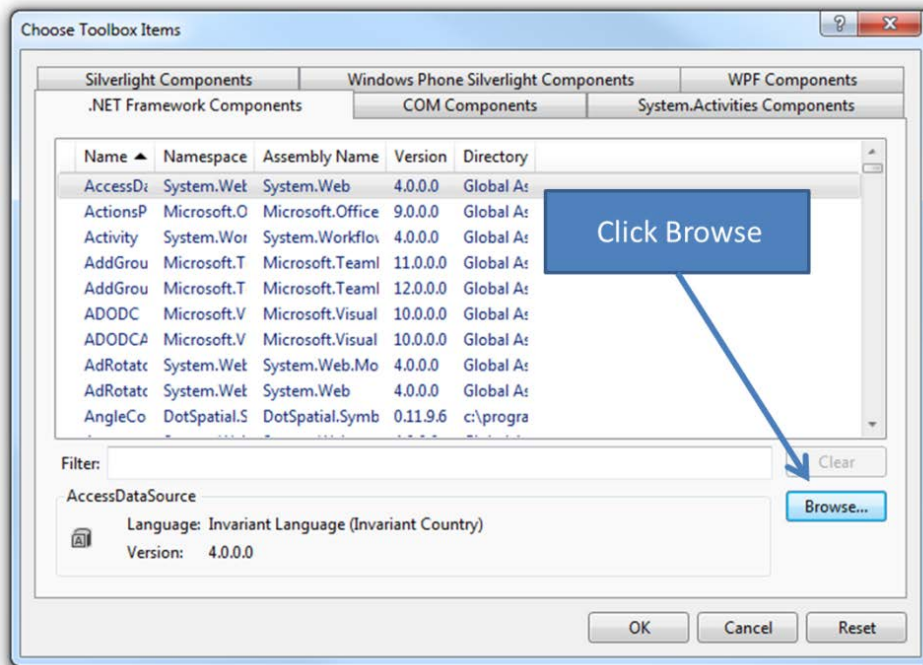 Choose Toolbox Items
Silverlight Components Windows Phone Silverlight Components WPF Components
.NET Framework Components COM Components System.Activities Components
Name Namespace Assembly Name Version Directory
AccessDa System.Web System.Web 4.0.0.0 Global As
ActionsP Microsoft.O Microsoft.Office 9.0.0.0 Global As
Activity System.Wor System.Workflov 4.0.0.0 Global As
AddGrou Microsoft.T Microsoft.Teaml 11.0.0.0 Global As
AddGrou Microsoft.T Microsoft.Teaml 12.0.0.0 Global As
ADODC Microsoft.V Microsoft.Visual 10.0.0.0 Global As
ADODCA Microsoft.V Microsoft.Visual 10.0.0.0 Global As
AdRotato System.Web System.Web.Mo 4.0.0.0 Global As
AdRotato System.Web System.Web 4.0.0.0 Global As
AngleCo DotSpatial.S DotSpatial.Symb 0.11.9.6 c:\progra
Click Browse
Filter: Clear
AccessDataSource
Browse...
Language: Invariant Language (Invariant Country)
Version: 4.0.0.0
OK Cancel Reset